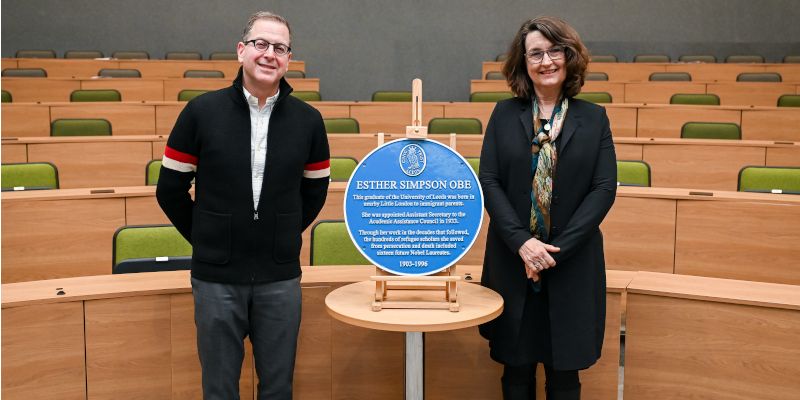 ESTHER SIMPSON OBE
This graduate of the University of Leeds was born in
nearby Little London to immigrant parents.
She was appointed Assistant Secretary to the
Academic Assistance Council in 1933.
Through her work in the decades that followed,
the hundreds of refugee scholars she saved
from persecution and death included
sixteen future Nobel Laureates.
1903-1996